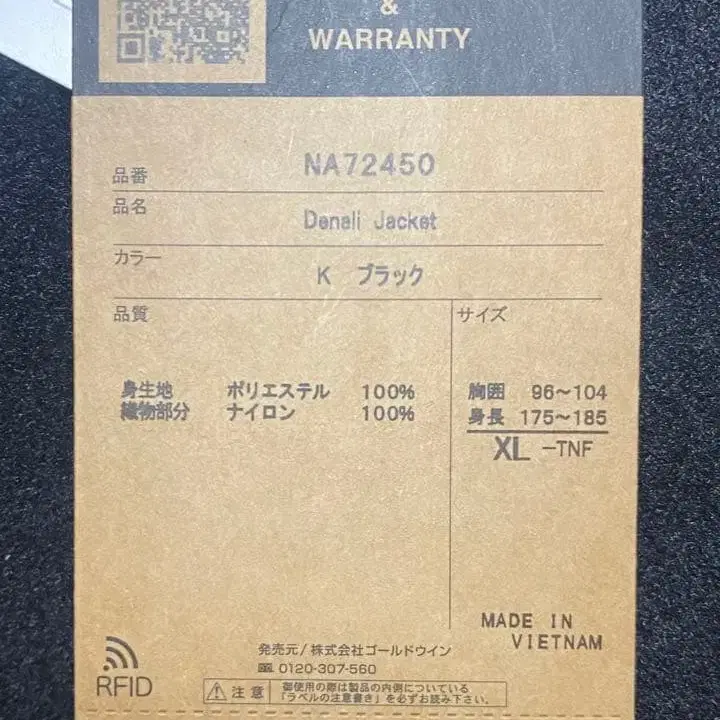 &
WARRANTY
品番 NA72450
品名 Denali Jacket
カラー K ブラック
品質
サイズ
身生地 ポリエステル 100%
織物部分 ナイロン 100%
胸囲 96～104
身長 175～185
XL -TNF
MADE IN
VIETNAM
発売元/株式会社ゴールドウイン
0120-307-560
RFID
注意
御使用の際は製品の内側についている
「ラベルの注意書き」を必ずお読み下さい。